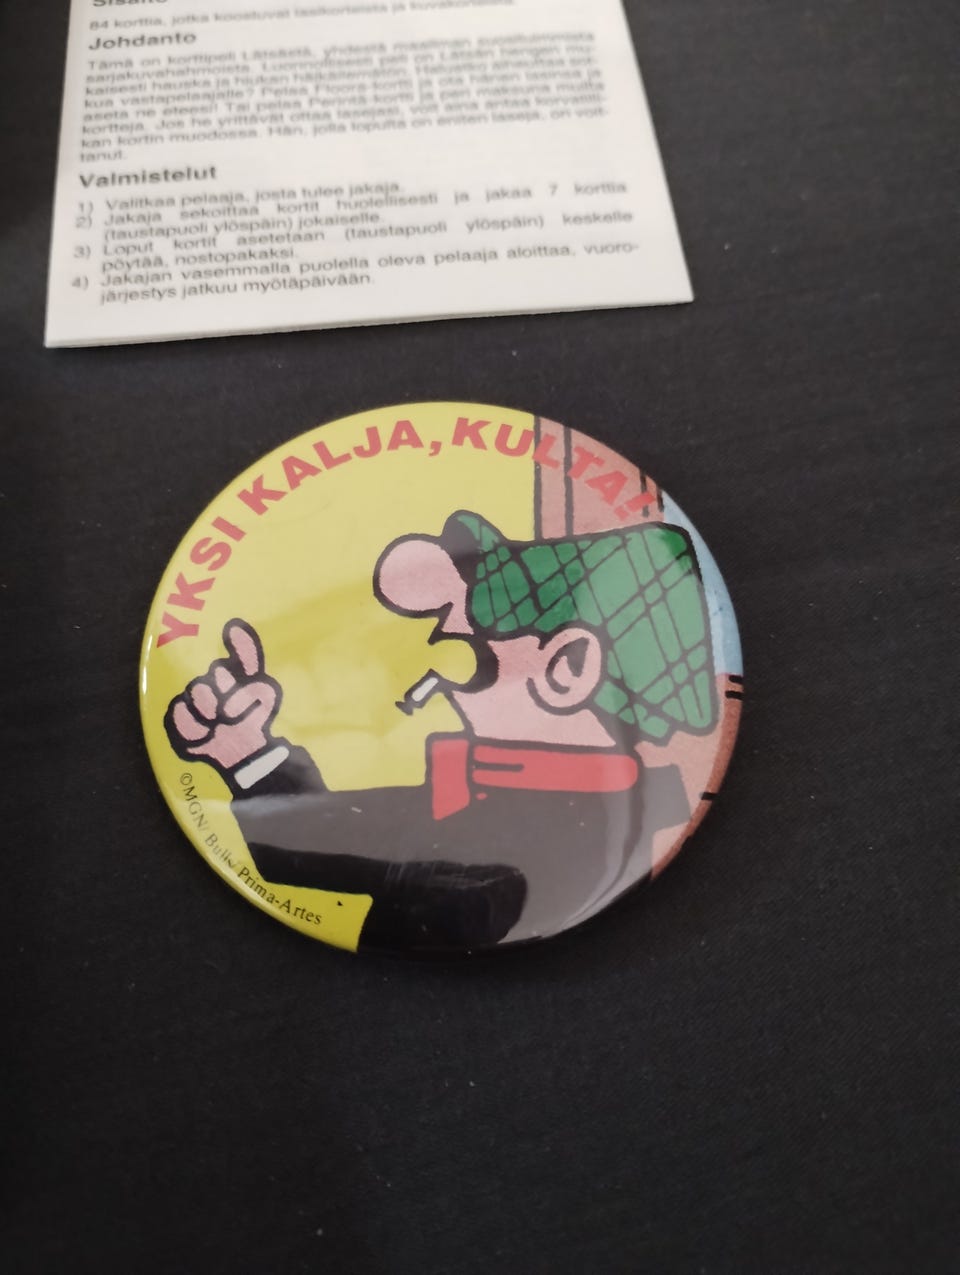 Sisältö
84 korttia, jotka koostuvat lasikorteista ja kuvakorteista.
Johdanto
Tämä on korttipeli Lätsästä, yhdestä maailman suosituimmista
sarjakuvahahmoista. Luonnollisesti peli on Lätsän hengen mu-
kaisesti hauska ja hiukan häikäilemätön. Haluatko aiheuttaa
kua vastapelaajalle? Pelaa Floora-kortti ja ota hänen lasinsa ja
aseta ne eteesi! Tai pelaa Perintä-kortti ja peri maksuna muilta
kortteja. Jos he yrittävät ottaa lasejasi, voit aina antaa korvatilli-
kan kortin muodossa. Hän, jolla lopulta on eniten laseja, on voit-
tanut.
Valmistelut
1) Valitkaa pelaaja, josta tulee jakaja.
2) Jakaja sekoittaa kortit huolellisesti ja jakaa 7 korttia
(taustapuoli ylöspäin) jokaiselle.
3) Loput kortit asetetaan (taustapuoli ylöspäin) keskelle
pöytää, nostopakaksi.
4) Jakajan vasemmalla puolella oleva pelaaja aloittaa, vuoro-
järjestys jatkuu myötäpäivään.
YKSI KALJA, KULTA!
©MGN/ Bulls/ Prima-Artes